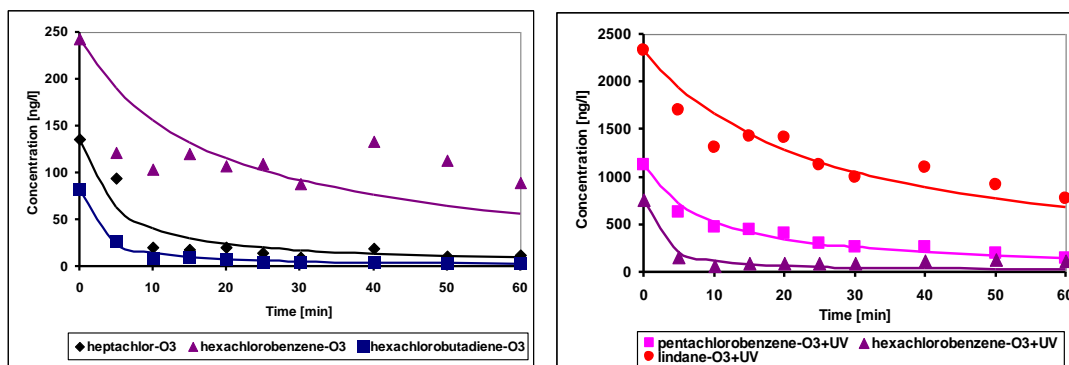 250
200
150
100
50
0
Concentration [ng/l]
0 10 20 30 40 50 60
Time [min]
heptachlor-O3 hexachlorobenzene-O3 hexachlorobutadiene-O3
2500
2000
1500
1000
500
0
Concentration [ng/l]
0 10 20 30 40 50 60
Time [min]
pentachlorobenzene-O3+UV hexachlorobenzene-O3+UV
lindane-O3+UV